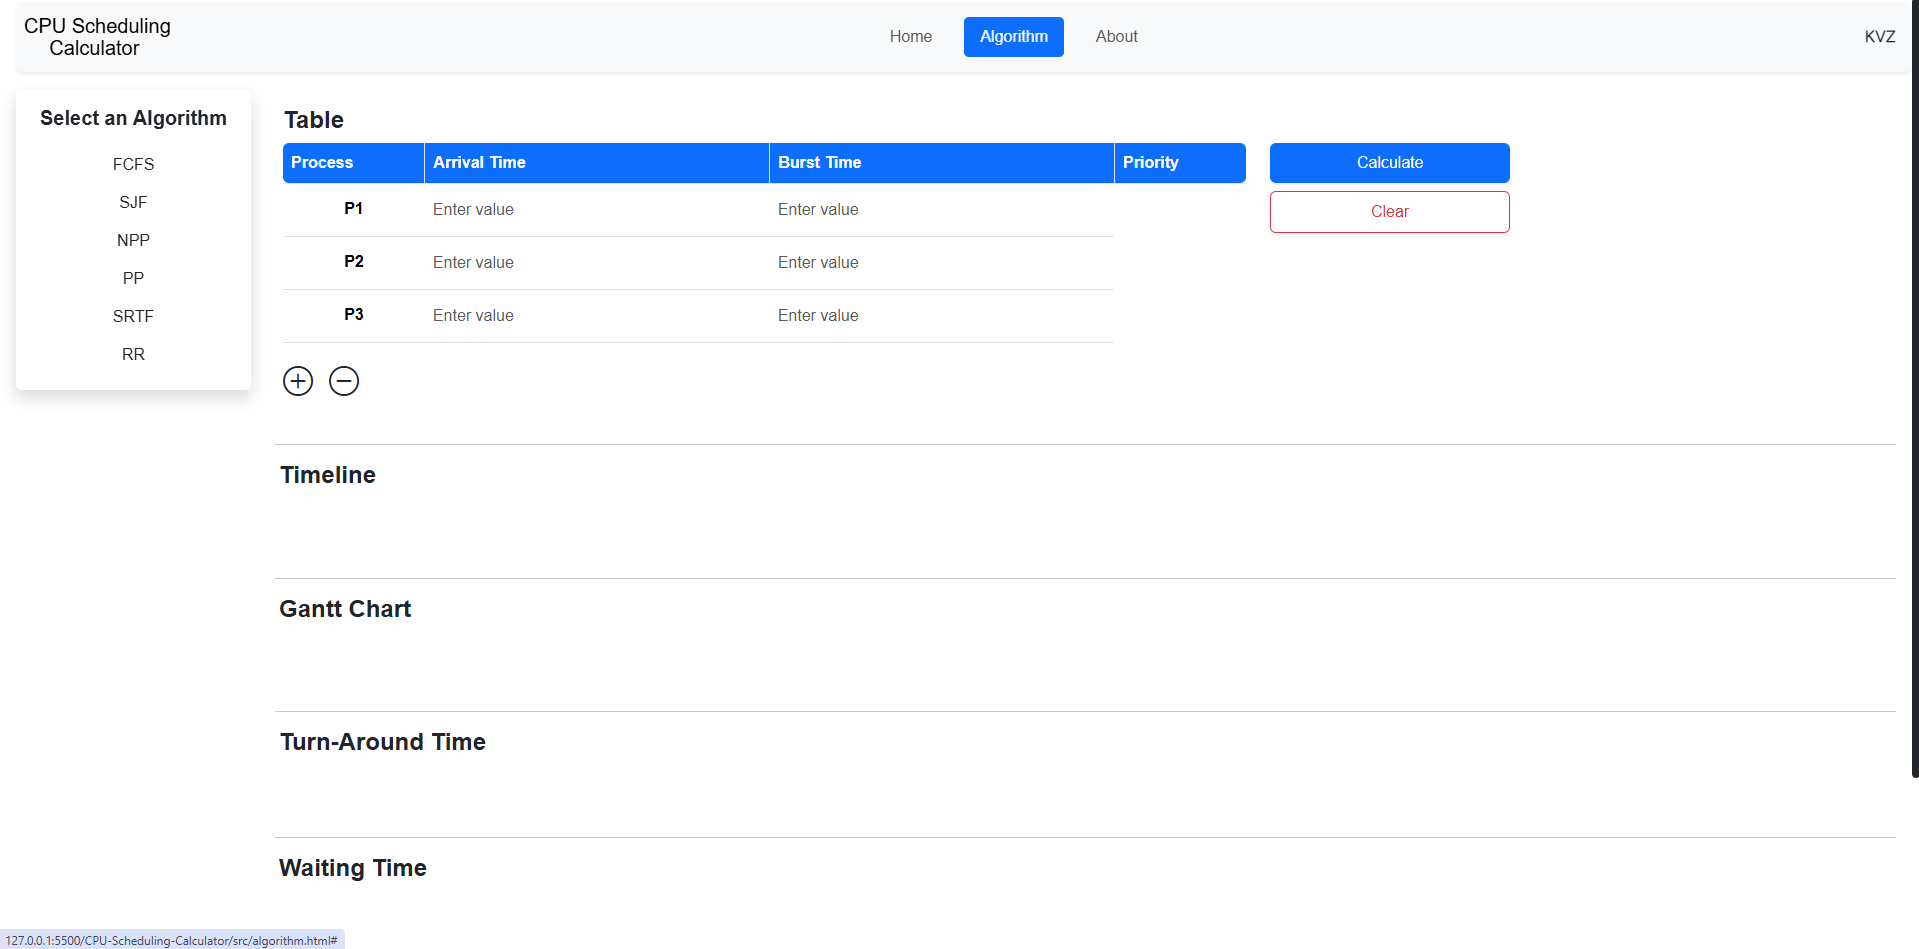 CPU Scheduling
Calculator
Home
Algorithm
About
KVZ
Select an Algorithm
FCFS
SJF
NPP
PP
SRTF
RR
Table
Process Arrival Time Burst Time Priority
P1 Enter value Enter value
P2 Enter value Enter value
P3 Enter value Enter value
Calculate
Clear
Timeline
Gantt Chart
Turn-Around Time
Waiting Time
127.0.0.1:5500/CPU-Scheduling-Calculator/src/algorithm.html#